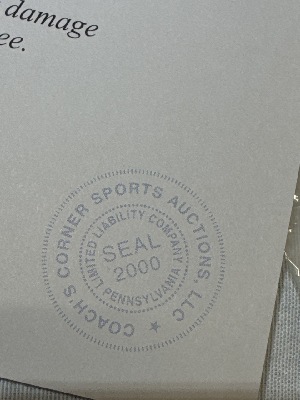 damage
ee.
COACH'S CORNER SPORTS AUCTIONS, LLC ★
LIMITED LIABILITY COMPANY
SEAL
2000
PENNSYLVANIA